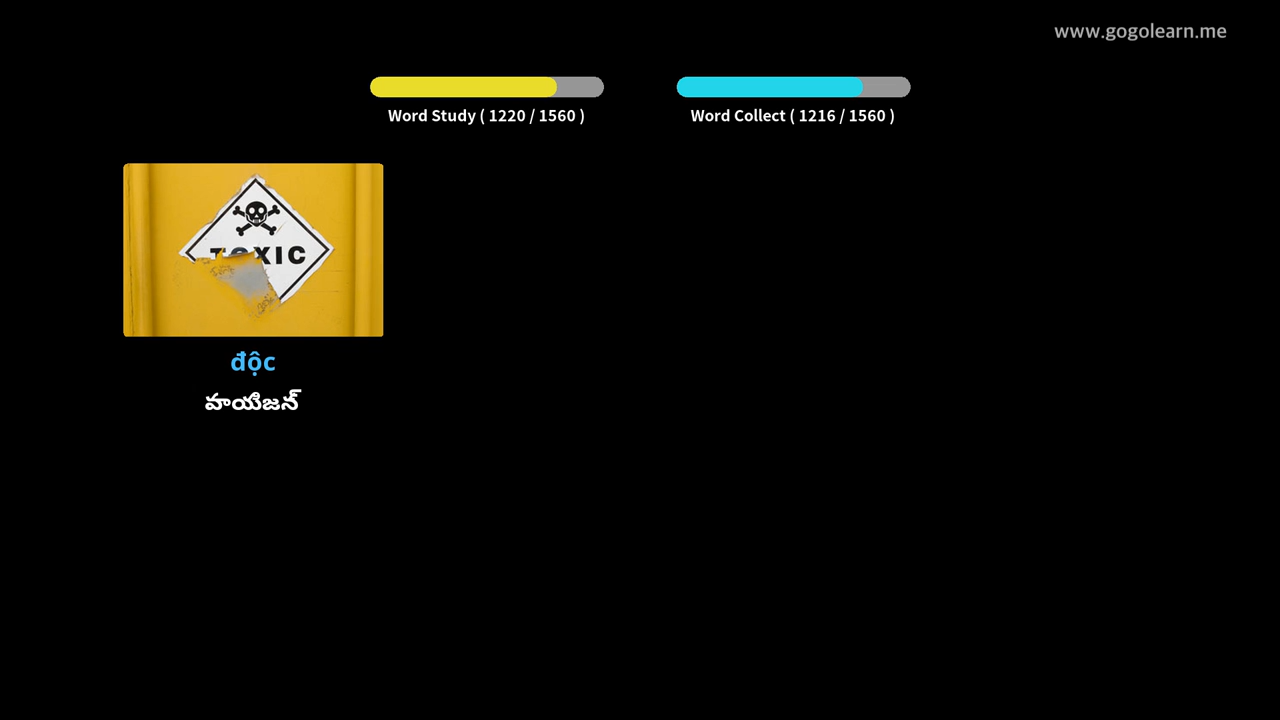 www.gogolearn.me
Word Study ( 1220 / 1560 )
Word Collect ( 1216 / 1560 )
TOXIC
độc
పాయిజన్